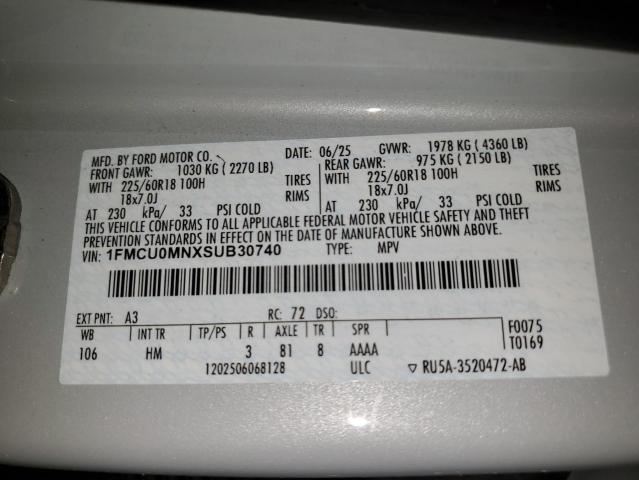 MFD. BY FORD MOTOR CO. DATE: 06/25 GVWR: 1978 KG ( 4360 LB)
FRONT GAWR: 1030 KG ( 2270 LB) REAR GAWR: 975 KG ( 2150 LB)
WITH 225/60R18 100H TIRES WITH 225/60R18 100H TIRES
18x7.0J RIMS 18x7.0J RIMS
AT 230 kPa/ 33 PSI COLD AT 230 kPa/ 33 PSI COLD
THIS VEHICLE CONFORMS TO ALL APPLICABLE FEDERAL MOTOR VEHICLE SAFETY AND THEFT
PREVENTION STANDARDS IN EFFECT ON THE DATE OF MANUFACTURE SHOWN ABOVE.
VIN: 1FMCU0MNXSUB30740 TYPE: MPV
EXT PNT: A3 RC: 72 DSO:
WB INT TR TP/PS R AXLE TR SPR F0075
106 HM 3 81 8 AAAA T0169
1202506068128 ULC ▽ RU5A-3520472-AB